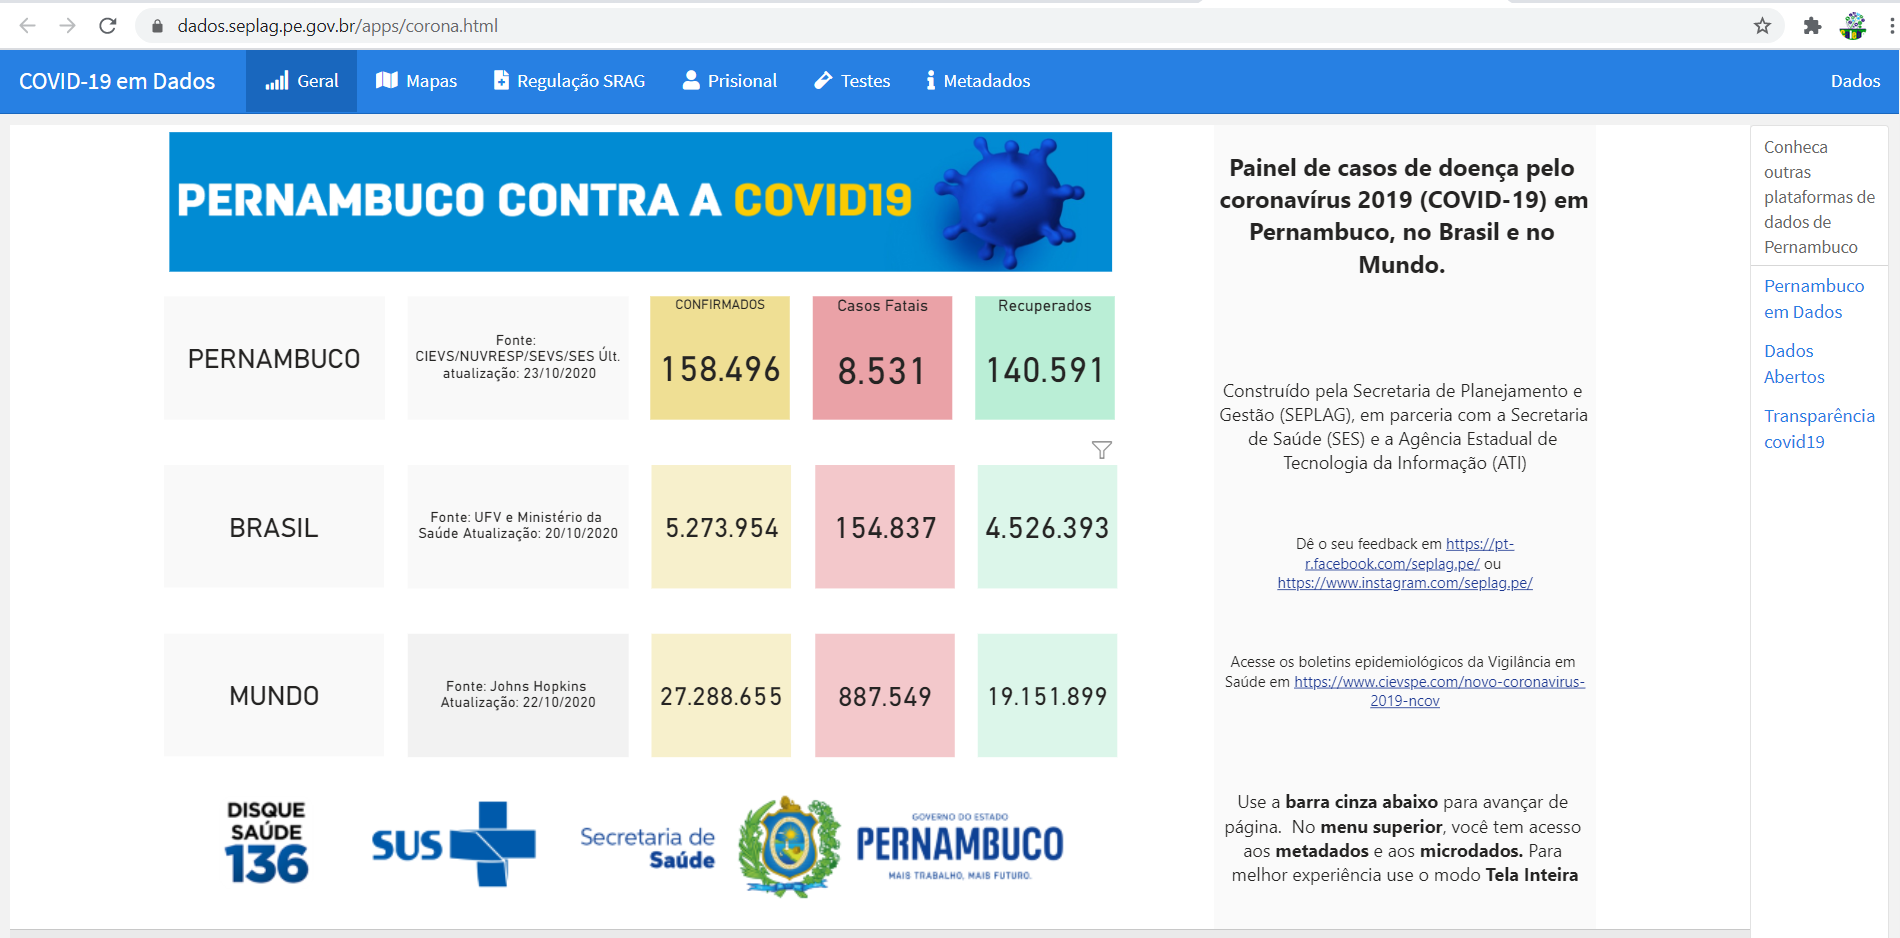 dados.seplag.pe.gov.br/apps/corona.html
COVID-19 em Dados
Geral
Mapas
Regulação SRAG
Prisional
Testes
Metadados
Dados
PERNAMBUCO CONTRA A COVID19
PERNAMBUCO
Fonte:
CIEVS/NUVRESP/SEVS/SES Últ.
atualização: 23/10/2020
CONFIRMADOS
158.496
Casos Fatais
8.531
Recuperados
140.591
BRASIL
Fonte: UFV e Ministério da
Saúde Atualização: 20/10/2020
5.273.954
154.837
4.526.393
MUNDO
Fonte: Johns Hopkins
Atualização: 22/10/2020
27.288.655
887.549
19.151.899
DISQUE
SAÚDE
136
SUS
Secretaria de
Saúde
GOVERNO DO ESTADO
PERNAMBUCO
MAIS TRABALHO, MAIS FUTURO.
Painel de casos de doença pelo
coronavírus 2019 (COVID-19) em
Pernambuco, no Brasil e no
Mundo.
Construído pela Secretaria de Planejamento e
Gestão (SEPLAG), em parceria com a Secretaria
de Saúde (SES) e a Agência Estadual de
Tecnologia da Informação (ATI)
Dê o seu feedback em https://pt-
r.facebook.com/seplag.pe/ ou
https://www.instagram.com/seplag.pe/
Acesse os boletins epidemiológicos da Vigilância em
Saúde em https://www.cievspe.com/novo-coronavirus-
2019-ncov
Use a barra cinza abaixo para avançar de
página. No menu superior, você tem acesso
aos metadados e aos microdados. Para
melhor experiência use o modo Tela Inteira
Conheca
outras
plataformas de
dados de
Pernambuco
Pernambuco
em Dados
Dados
Abertos
Transparência
covid19